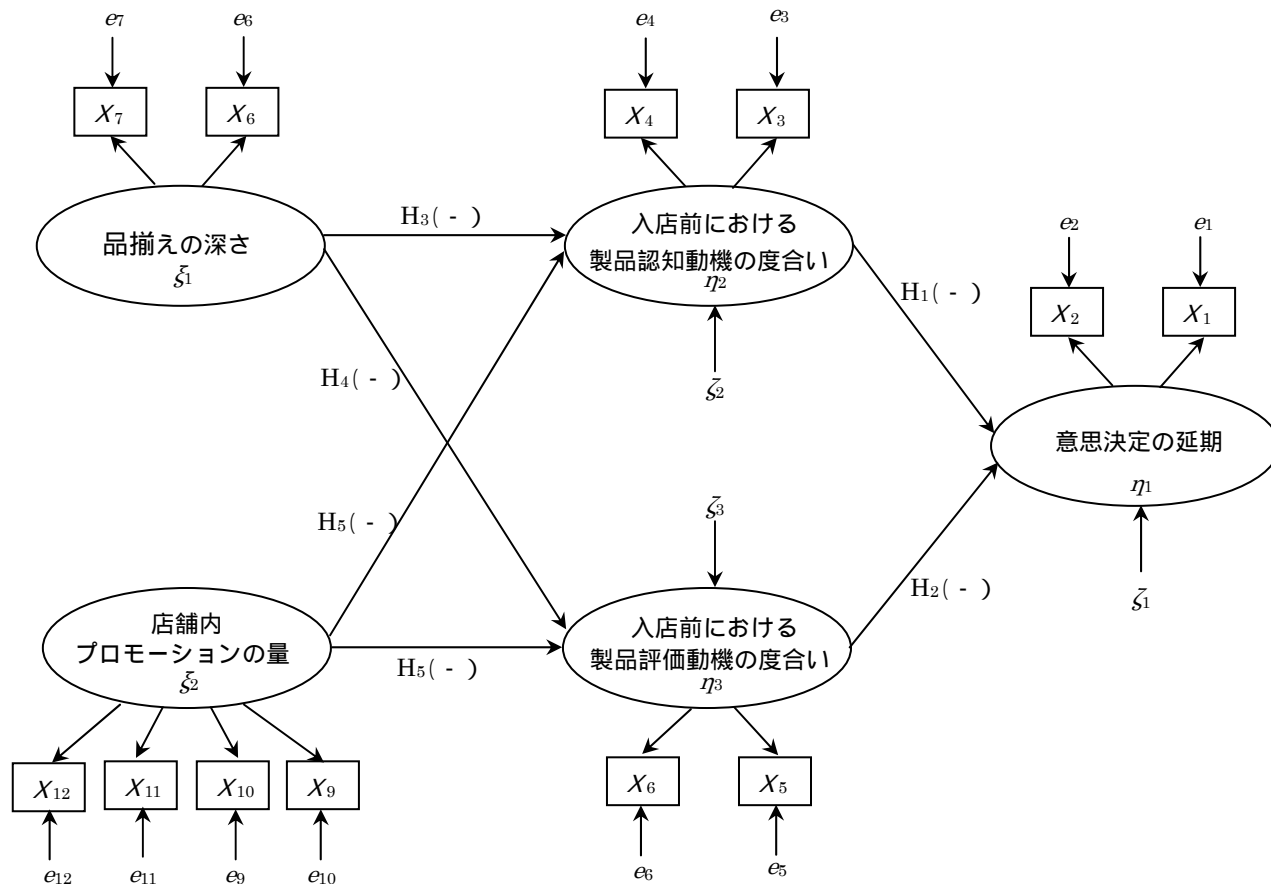 e7 e6 e4 e3
X7 X6 X4 X3
H3( - )
品揃えの深さ
ξ1
入店前における
製品認知動機の度合い
η2
e2 e1
H1( - )
X2 X1
H4( - )
ζ2
意思決定の延期
η1
H5( - )
ζ3
H2( - )
ζ1
店舗内
プロモーションの量
ξ2
H5( - )
入店前における
製品評価動機の度合い
η3
X12 X11 X10 X9 X6 X5
e12 e11 e9 e10 e6 e5